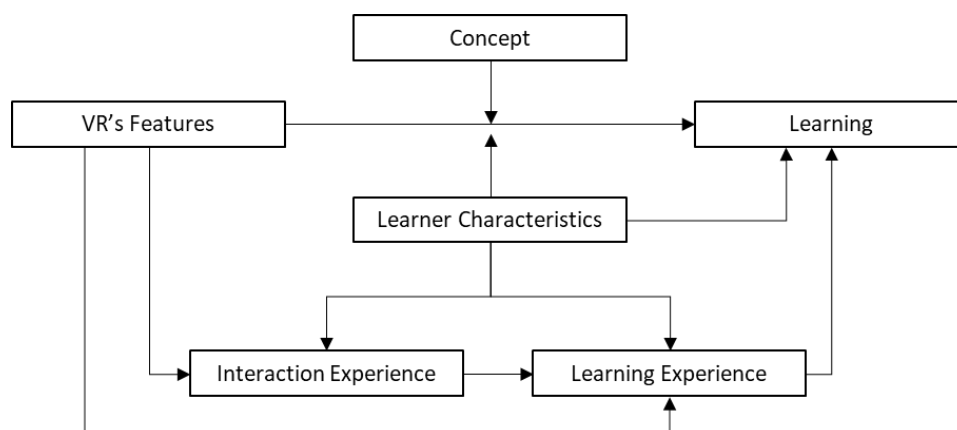 Concept
VR's Features
Learning
Learner Characteristics
Interaction Experience
Learning Experience